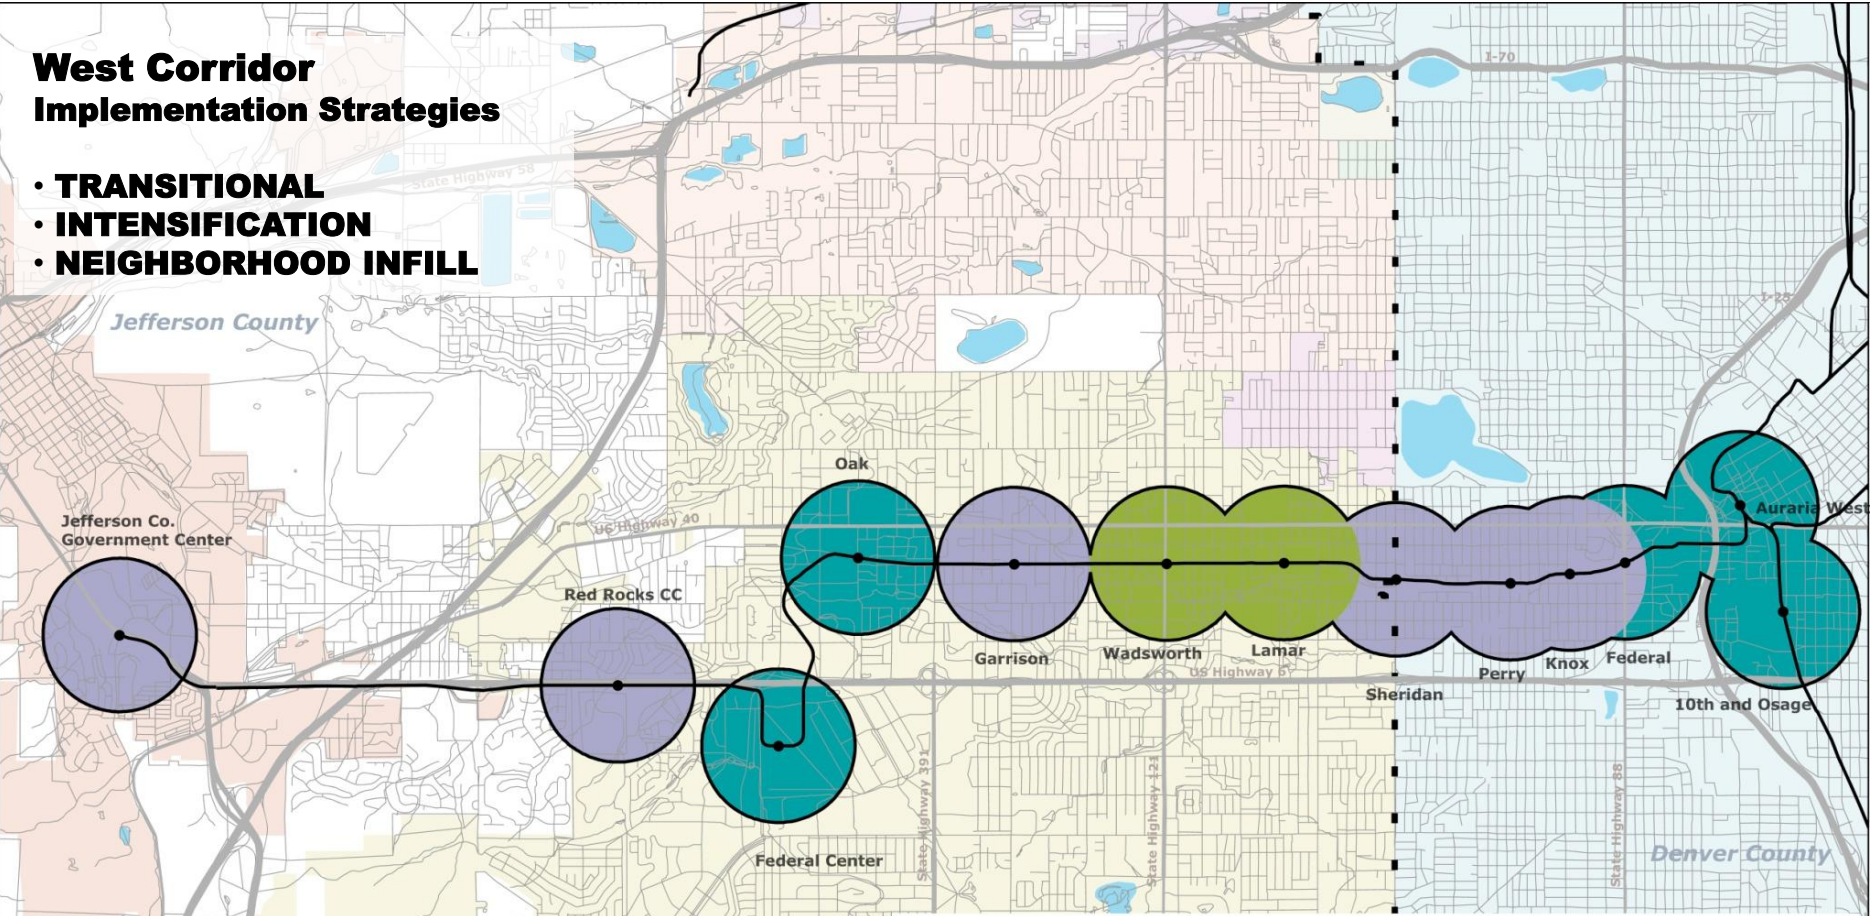 West Corridor
Implementation Strategies
• TRANSITIONAL
• INTENSIFICATION
• NEIGHBORHOOD INFILL
I-70
State Highway 58
I-25
Jefferson County
Oak
Jefferson Co.
Government Center
US Highway 40
Auraria West
Red Rocks CC
Garrison
Wadsworth
Lamar
Perry
Knox
Federal
US Highway 6
Sheridan
10th and Osage
State Highway 391
State Highway 121
State Highway 88
Federal Center
Denver County